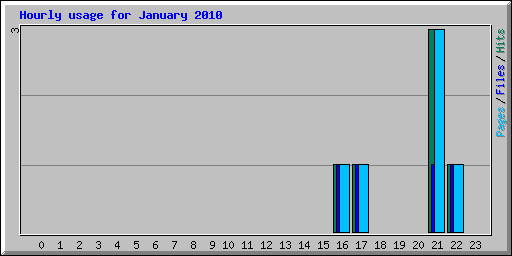 Hourly usage for January 2010
3
Pages/Files/Hits
0 1 2 3 4 5 6 7 8 9 10 11 12 13 14 15 16 17 18 19 20 21 22 23